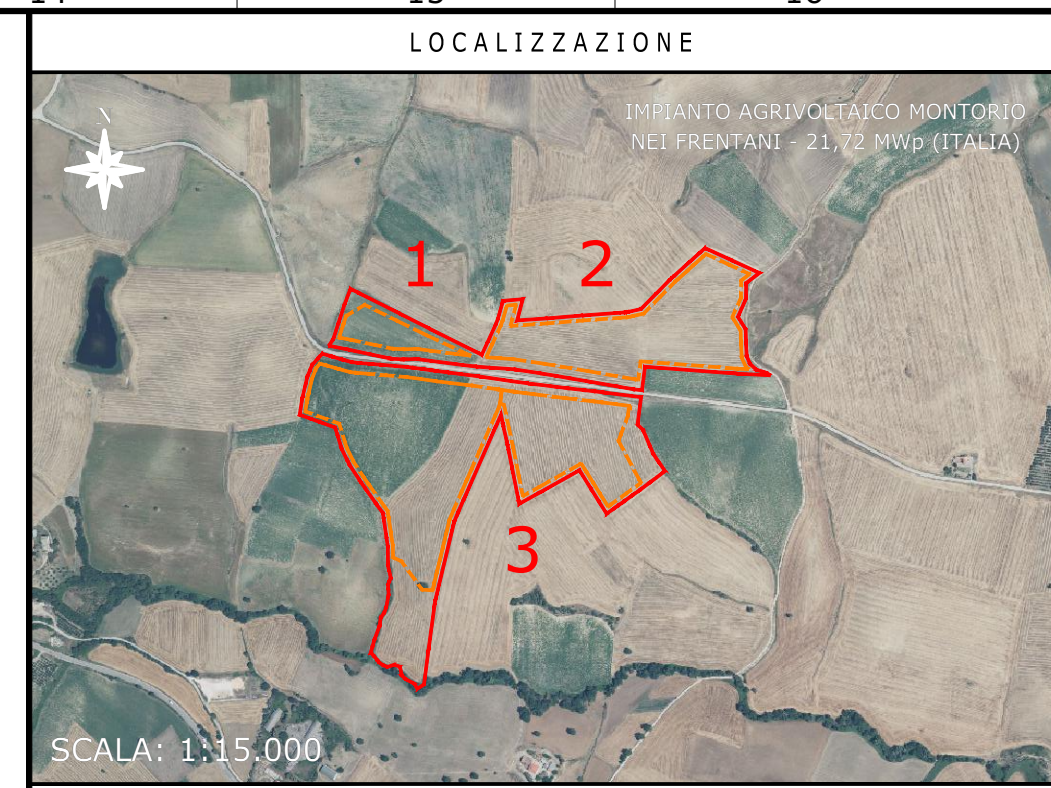 LOCALIZZAZIONE
N
IMPIANTO AGRIVOLTAICO MONTORIO
NEI FRENTANI - 21,72 MWp (ITALIA)
1
2
3
SCALA: 1:15.000